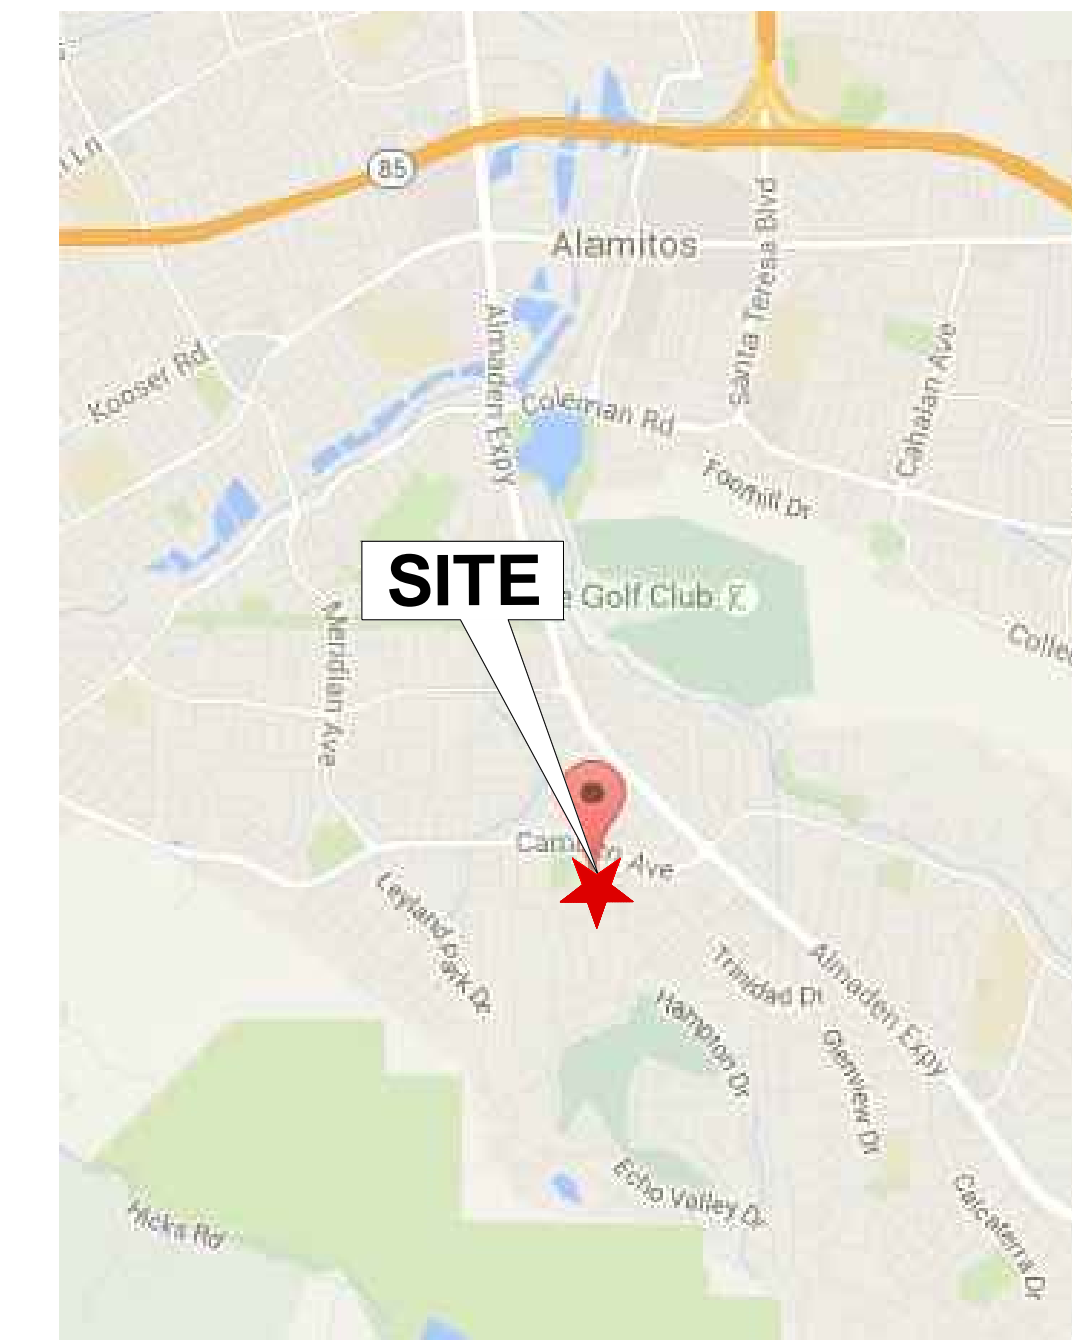 85
Alamitos
Santa Teresa Blvd
Almaden Expy
Kooser Rd
Cahalan Ave
Coleman Rd
Foothill Dr
SITE
Golf Club
Meridian Ave
Ave
Leyland Park Dr
Trinidad Dr
Almaden Expy
Hampton Dr
Glenview Dr
Echo Valley Dr
Calcaterra Dr
Hicks Rd